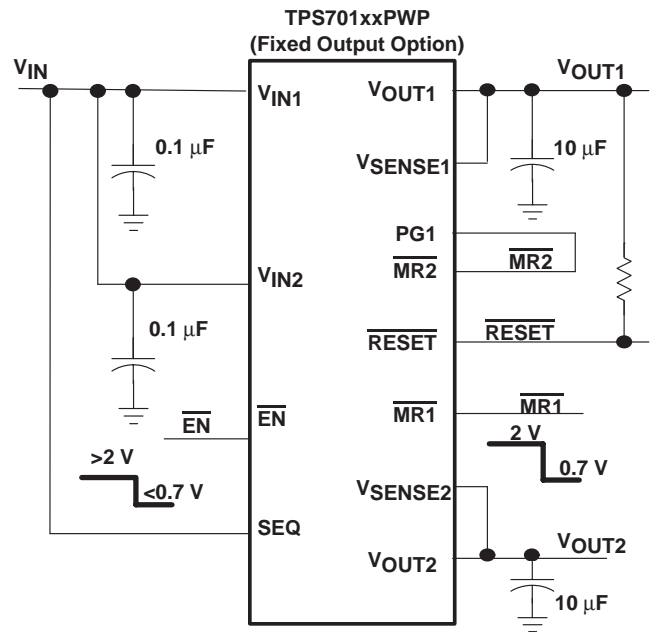 TPS701xxPWP
(Fixed Output Option)
VIN
VIN1
VOUT1
VOUT1
0.1 μF
10 μF
VSENSE1
PG1
MR2
MR2
VIN2
0.1 μF
RESET
RESET
EN
EN
MR1
MR1
>2 V
<0.7 V
2 V
0.7 V
VSENSE2
SEQ
VOUT2
VOUT2
10 μF